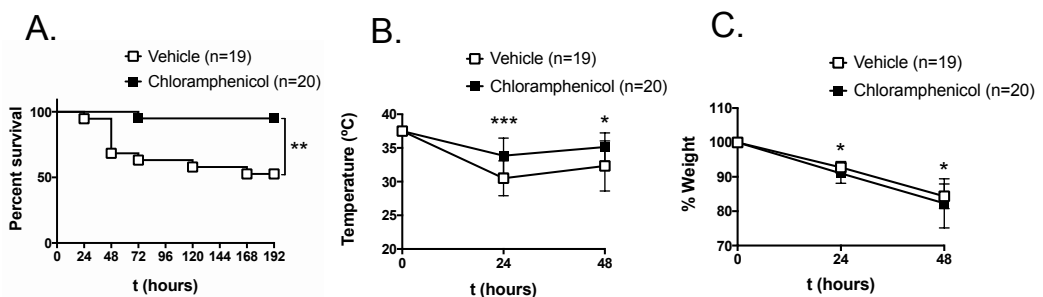 A.
Vehicle (n=19)
Chloramphenicol (n=20)
100
50
0
Percent survival
**
0 24 48 72 96 120 144 168 192
t (hours)
B.
Vehicle (n=19)
Chloramphenicol (n=20)
40
35
30
25
20
Temperature (ºC)
***
*
0 24 48
t (hours)
C.
Vehicle (n=19)
Chloramphenicol (n=20)
110
100
90
80
70
% Weight
*
*
0 24 48
t (hours)